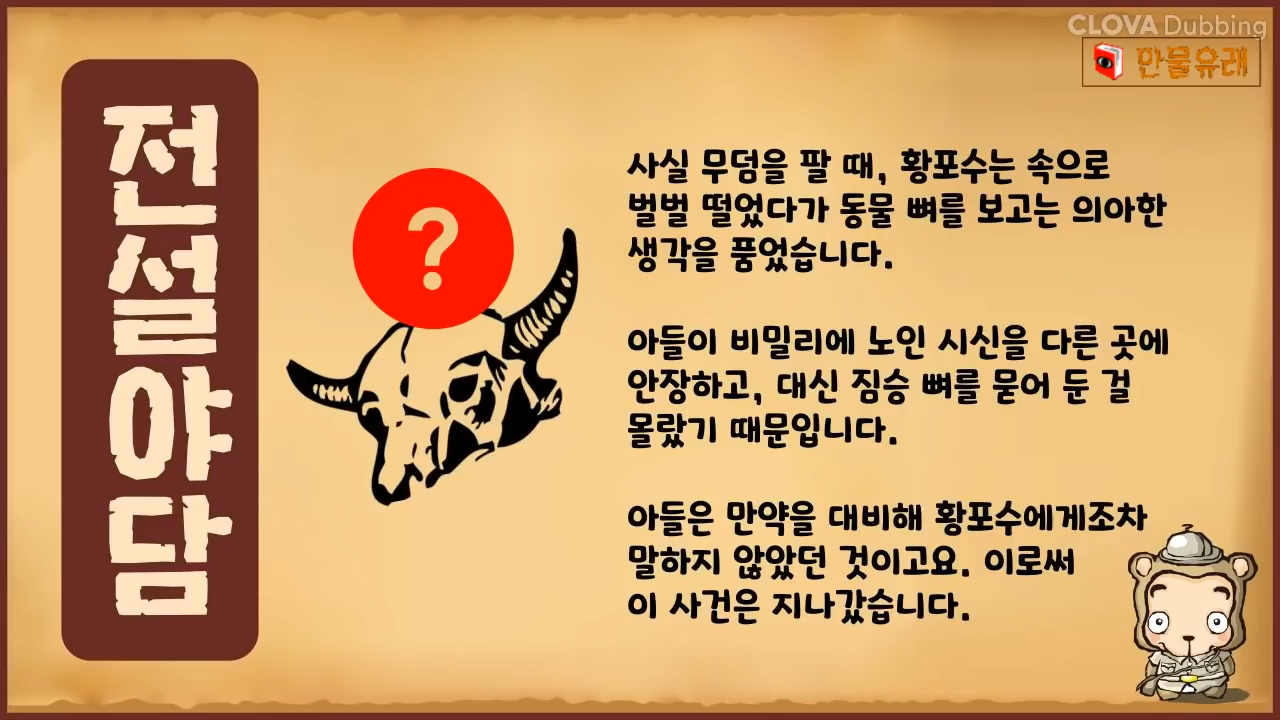 CLOVA Dubbing
만물유래
전설야담
?
사실 무덤을 팔 때, 황포수는 속으로
벌벌 떨었다가 동물 뼈를 보고는 의아한
생각을 품었습니다.
아들이 비밀리에 노인 시신을 다른 곳에
안장하고, 대신 짐승 뼈를 묻어 둔 걸
몰랐기 때문입니다.
아들은 만약을 대비해 황포수에게조차
말하지 않았던 것이고요. 이로써
이 사건은 지나갔습니다.